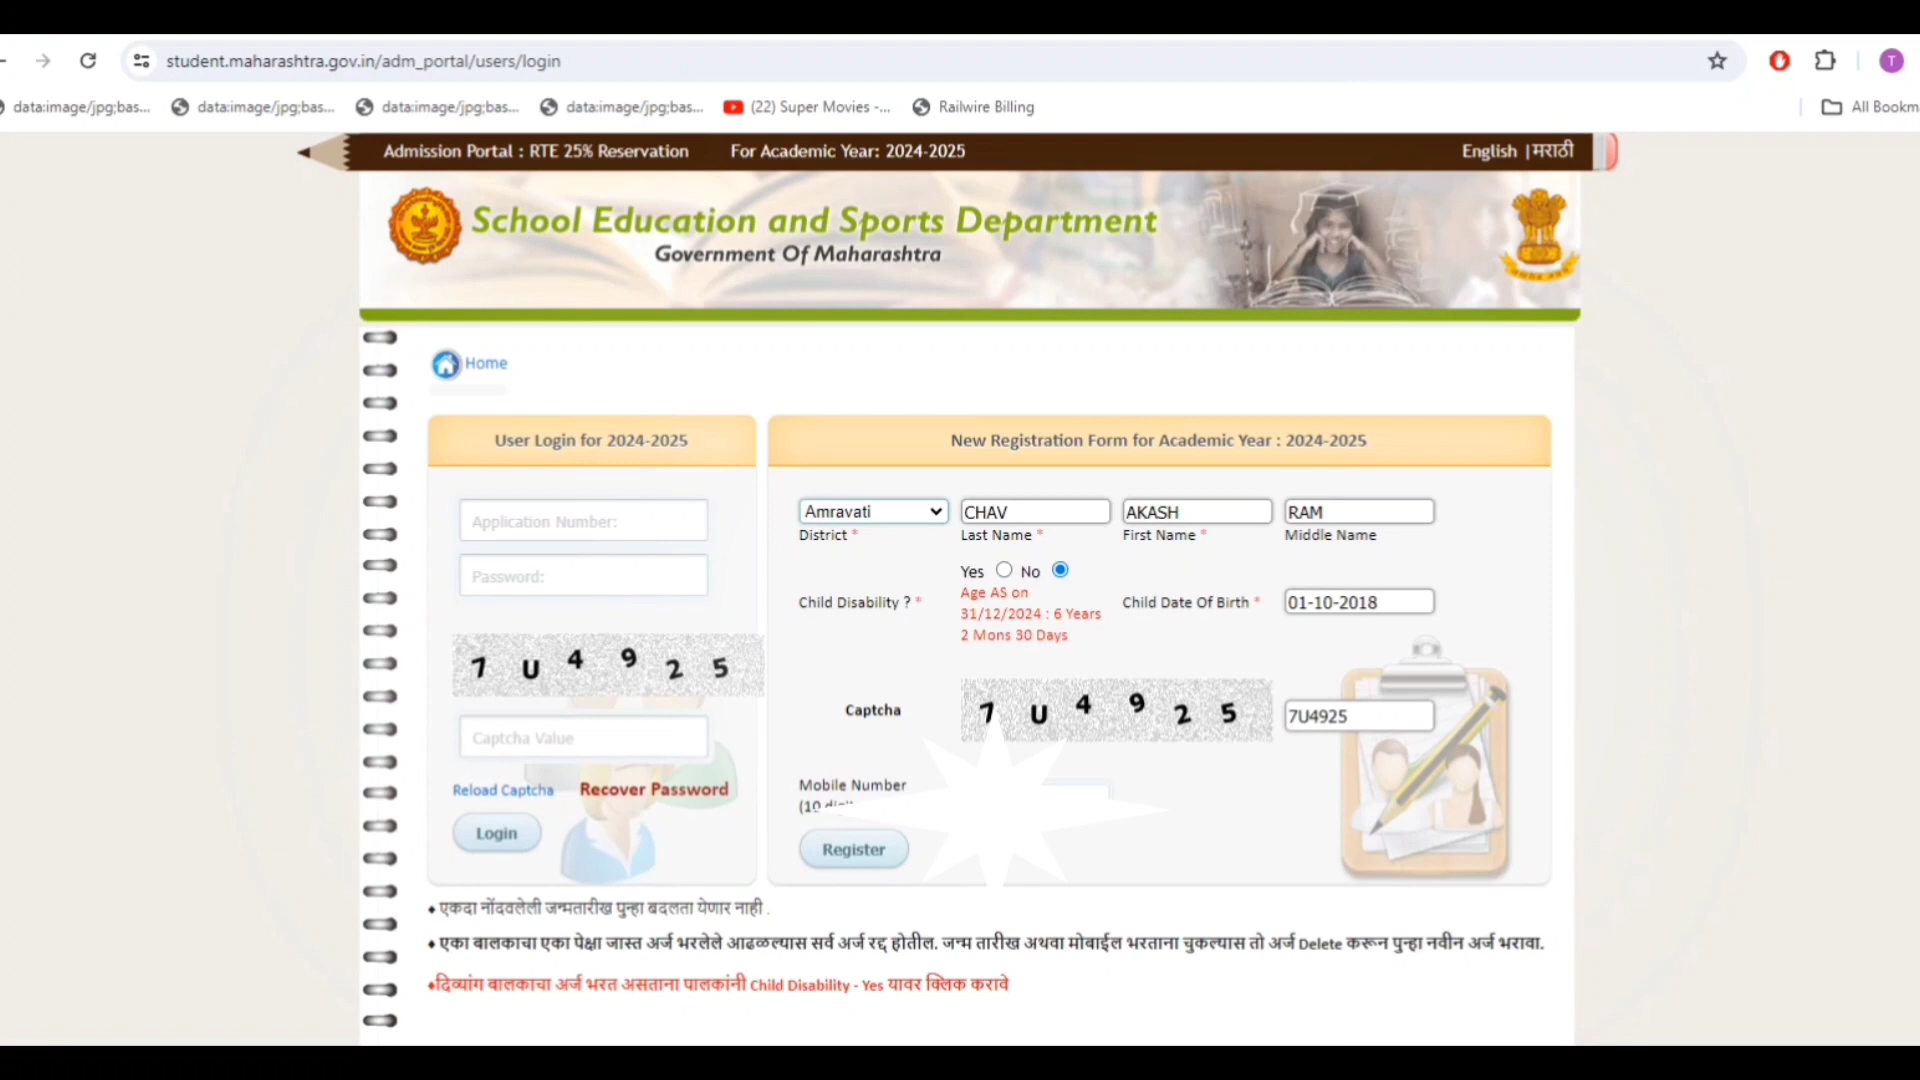 student.maharashtra.gov.in/adm_portal/users/login
T
data:image/jpg;bas... data:image/jpg;bas... data:image/jpg;bas... data:image/jpg;bas... (22) Super Movies -... Railwire Billing All Bookm
Admission Portal : RTE 25% Reservation For Academic Year: 2024-2025 English |मराठी
School Education and Sports Department
Government Of Maharashtra
Home
User Login for 2024-2025
Application Number:
Password:
7 U 4 9 2 5
Captcha Value
Reload Captcha Recover Password
Login
New Registration Form for Academic Year : 2024-2025
Amravati CHAV AKASH RAM
District * Last Name * First Name * Middle Name
Yes No
Child Disability ? * Age AS on
31/12/2024 : 6 Years
2 Mons 30 Days
Child Date Of Birth * 01-10-2018
Captcha 7 U 4 9 2 5 7U4925
Mobile Number
(10
Register
♦ एकदा नोंदवलेली जन्मतारीख पुन्हा बदलता येणार नाही .
♦ एका बालकाचा एका पेक्षा जास्त अर्ज भरलेले आढळल्यास सर्व अर्ज रद्द होतील. जन्म तारीख अथवा मोबाईल भरताना चुकल्यास तो अर्ज Delete करून पुन्हा नवीन अर्ज भरावा.
♦दिव्यांग बालकाचा अर्ज भरत असताना पालकांनी Child Disability - Yes यावर क्लिक करावे